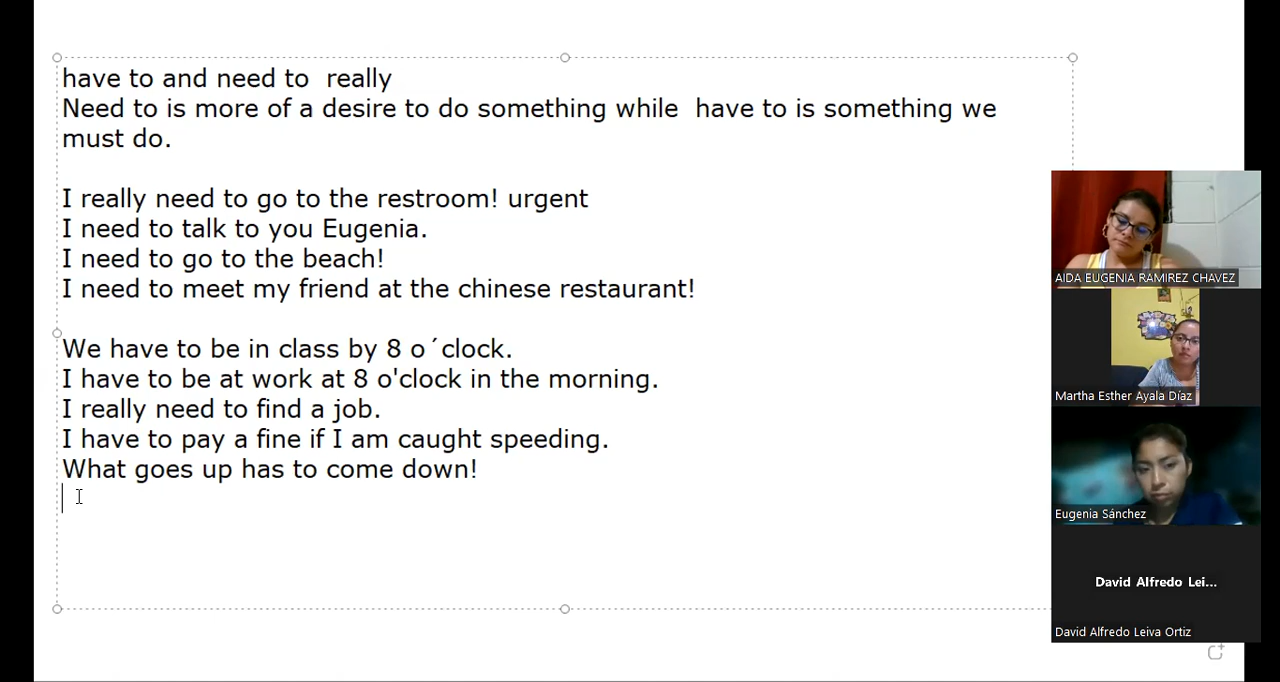 have to and need to  really
Need to is more of a desire to do something while  have to is something we
must do.
I really need to go to the restroom! urgent
I need to talk to you Eugenia.
I need to go to the beach!
I need to meet my friend at the chinese restaurant!
We have to be in class by 8 o´clock.
I have to be at work at 8 o'clock in the morning.
I really need to find a job.
I have to pay a fine if I am caught speeding.
What goes up has to come down!
AIDA EUGENIA RAMIREZ CHAVEZ
Martha Esther Ayala Díaz
Eugenia Sánchez
David Alfredo Lei...
David Alfredo Leiva Ortiz